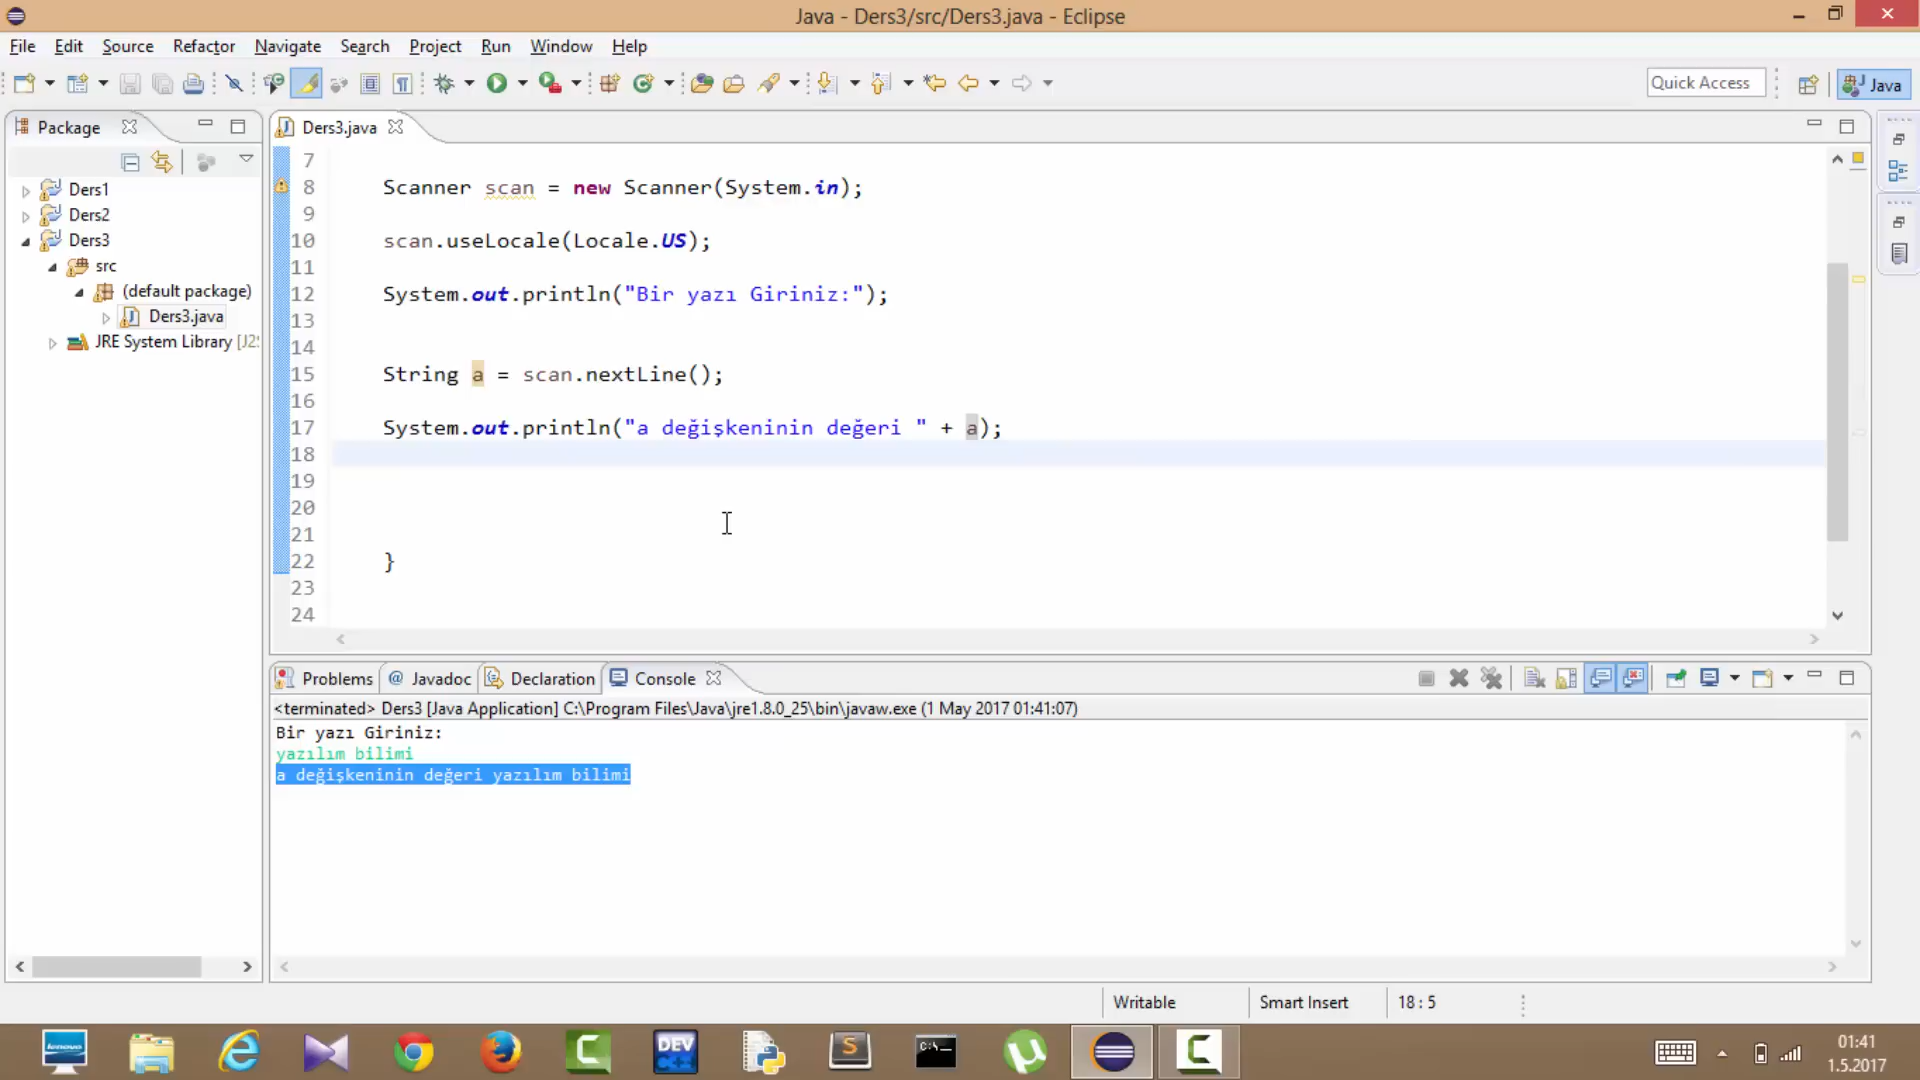 Java - Ders3/src/Ders3.java - Eclipse
File Edit Source Refactor Navigate Search Project Run Window Help
Quick Access
Java
Package
Ders1
Ders2
Ders3
src
(default package)
Ders3.java
JRE System Library [J2
Ders3.java
7
8 Scanner scan = new Scanner(System.in);
9
10 scan.useLocale(Locale.US);
11
12 System.out.println("Bir yazı Giriniz:");
13
14
15 String a = scan.nextLine();
16
17 System.out.println("a değişkeninin değeri " + a);
18
19
20
21
22 }
23
24
Problems @ Javadoc Declaration Console
<terminated> Ders3 [Java Application] C:\Program Files\Java\jre1.8.0_25\bin\javaw.exe (1 May 2017 01:41:07)
Bir yazı Giriniz:
yazılım bilimi
a değişkeninin değeri yazılım bilimi
Writable Smart Insert 18 : 5
lenovo
DEV
C++
S
C:\
01:41
1.5.2017